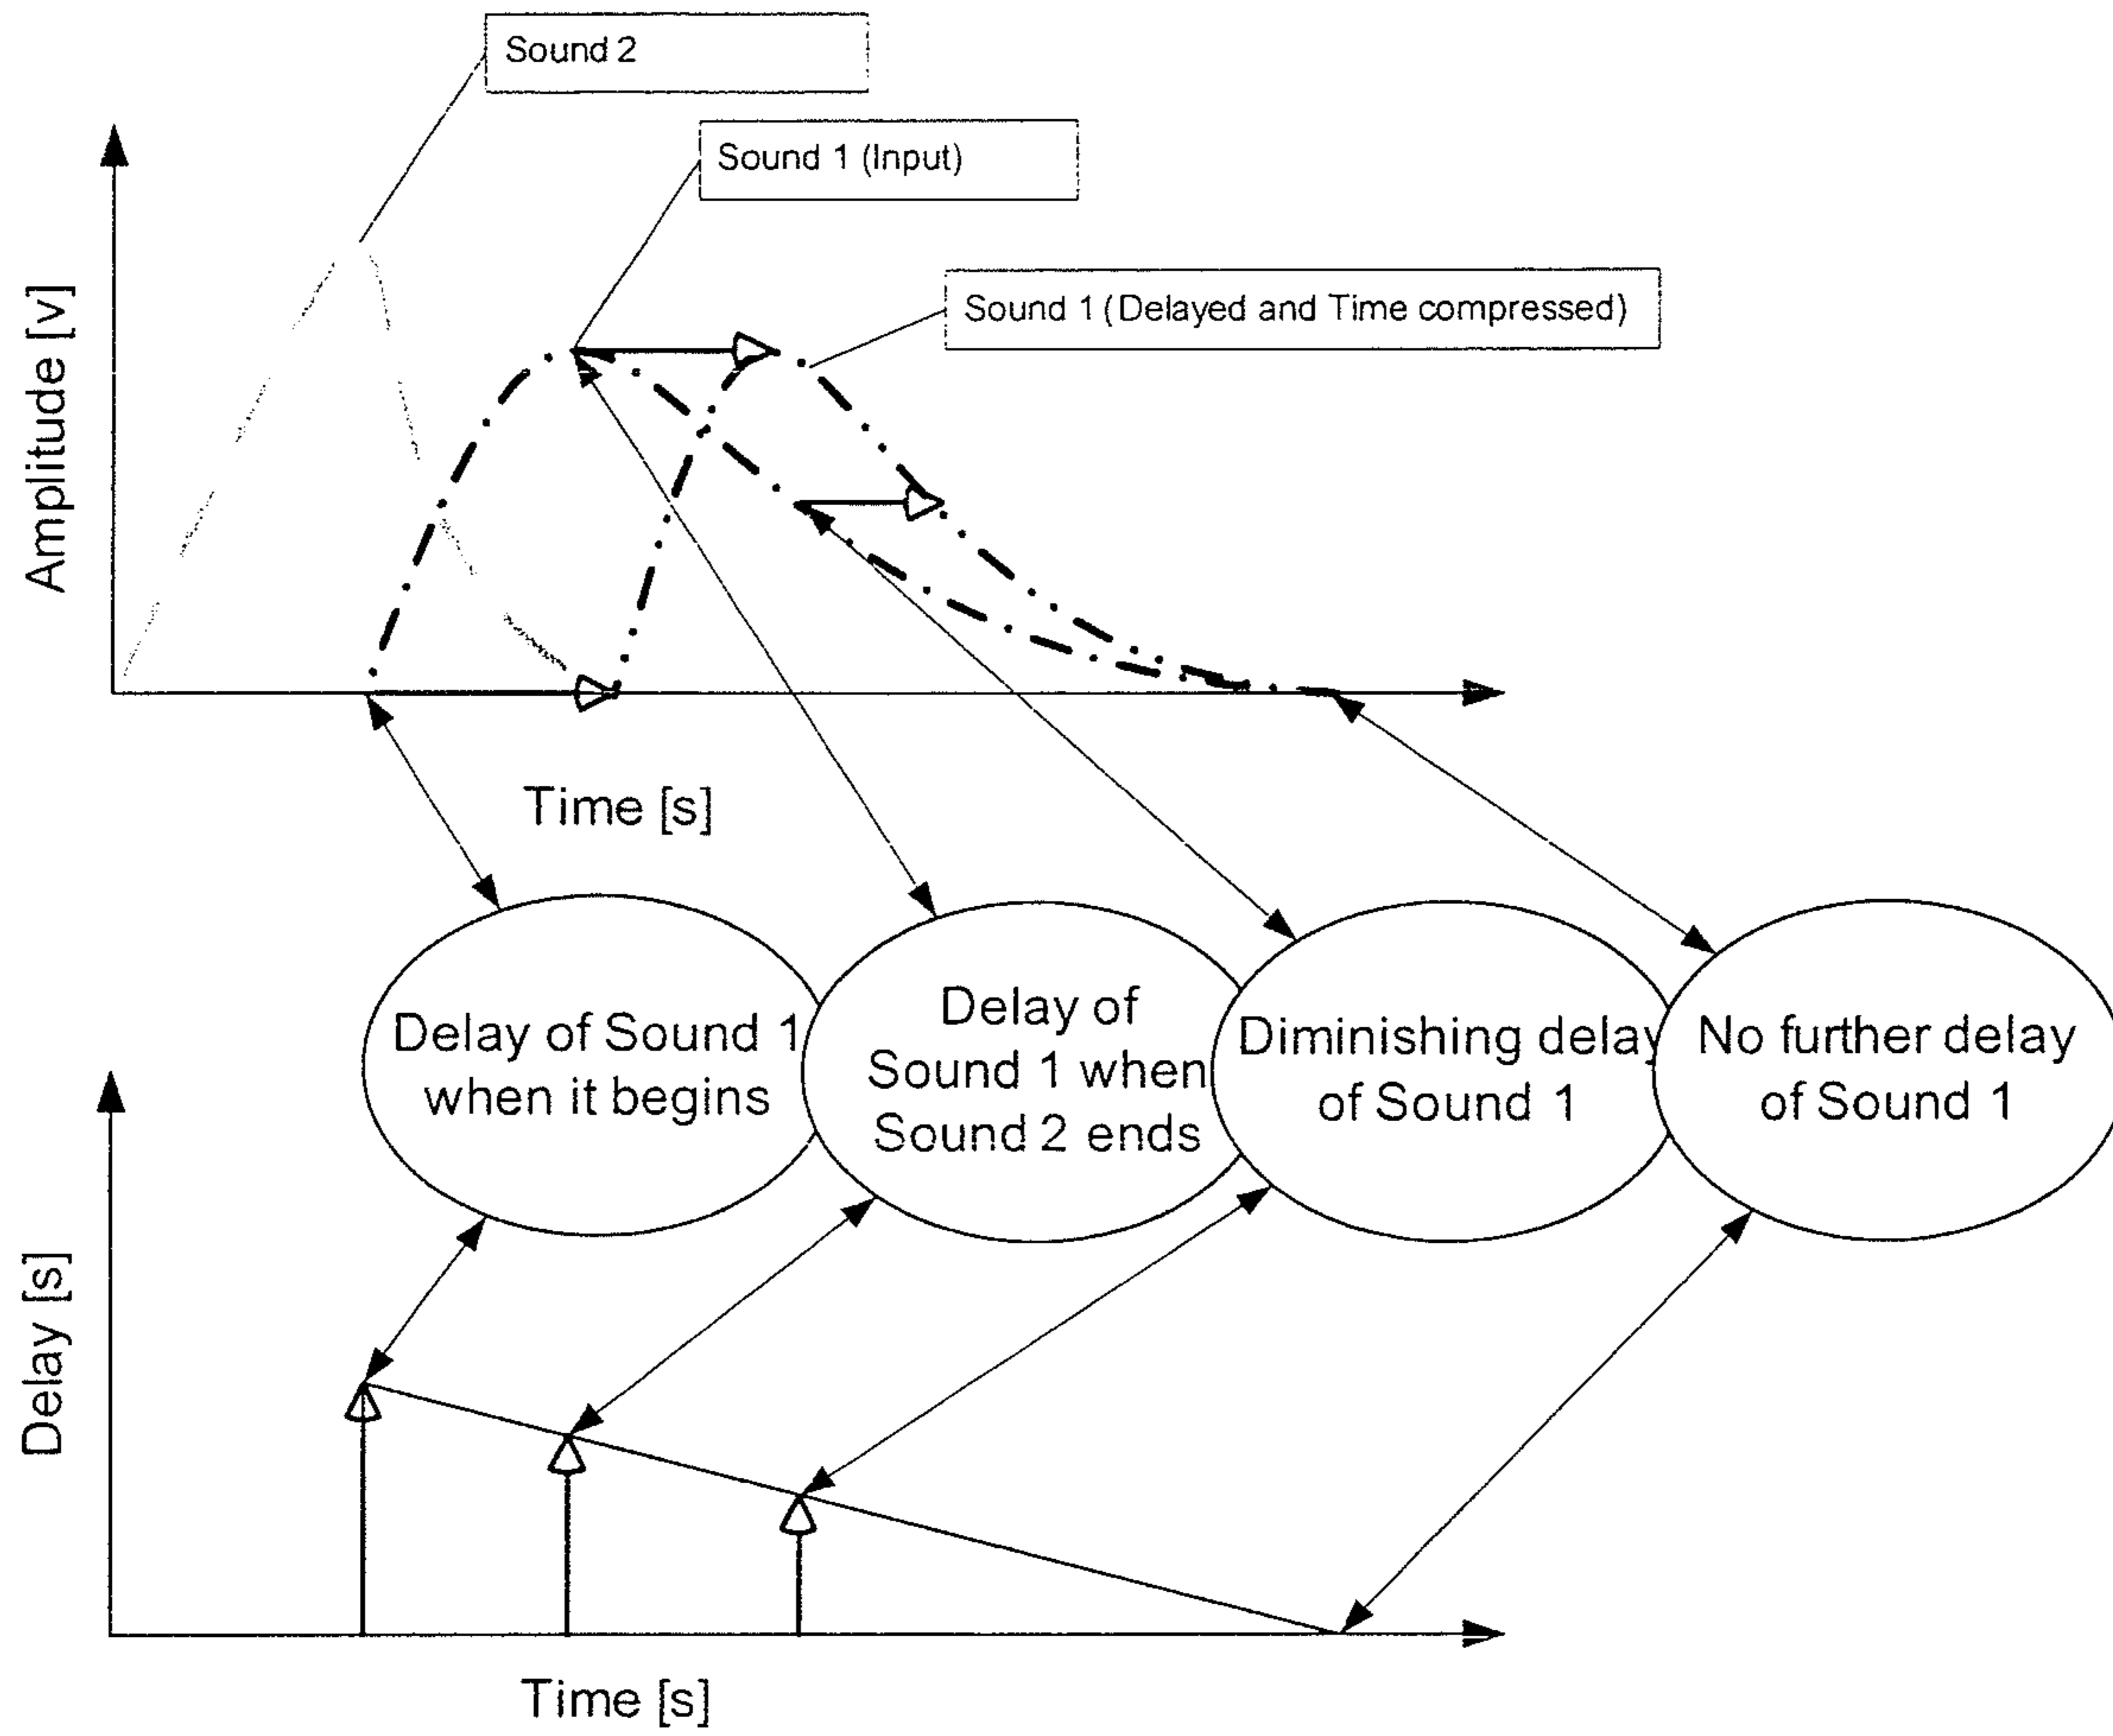 Sound 2
Sound 1 (Input)
Sound 1 (Delayed and Time compressed)
Amplitude [v]
Time [s]
Delay of Sound 1
when it begins
Delay of
Sound 1 when
Sound 2 ends
Diminishing delay
of Sound 1
No further delay
of Sound 1
Delay [s]
Time [s]